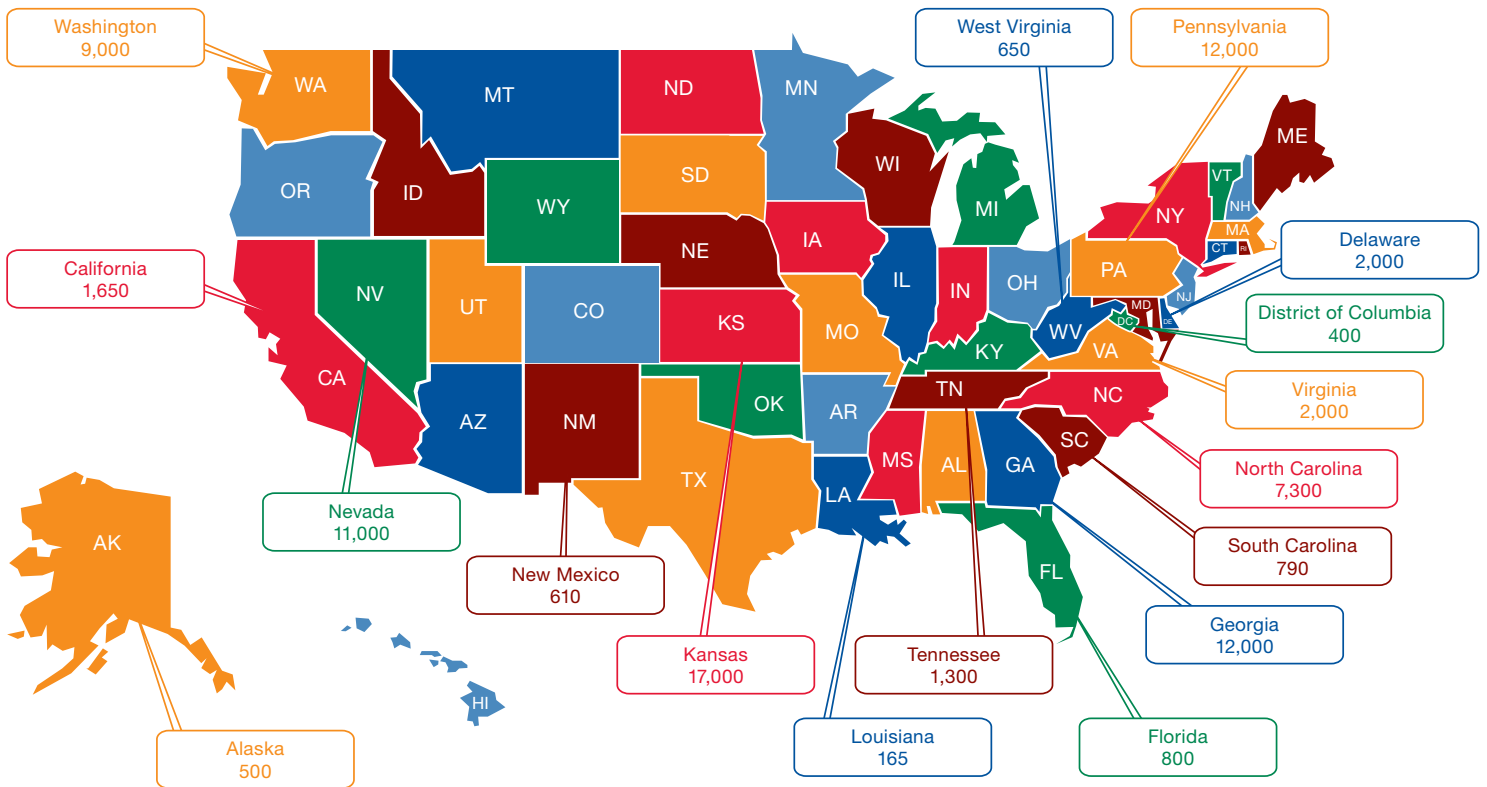 Washington
9,000
West Virginia
650
Pennsylvania
12,000
WA
MT
ND
MN
ME
OR
ID
WY
SD
WI
MI
VT
NH
NY
MA
CT
RI
California
1,650
NV
UT
CO
NE
IA
IL
IN
OH
PA
NJ
MD
DE
DC
Delaware
2,000
District of Columbia
400
KS
MO
KY
WV
VA
CA
AZ
NM
OK
AR
TN
NC
Virginia
2,000
TX
LA
MS
AL
GA
SC
North Carolina
7,300
Nevada
11,000
AK
New Mexico
610
FL
South Carolina
790
Georgia
12,000
Kansas
17,000
Tennessee
1,300
HI
Alaska
500
Louisiana
165
Florida
800